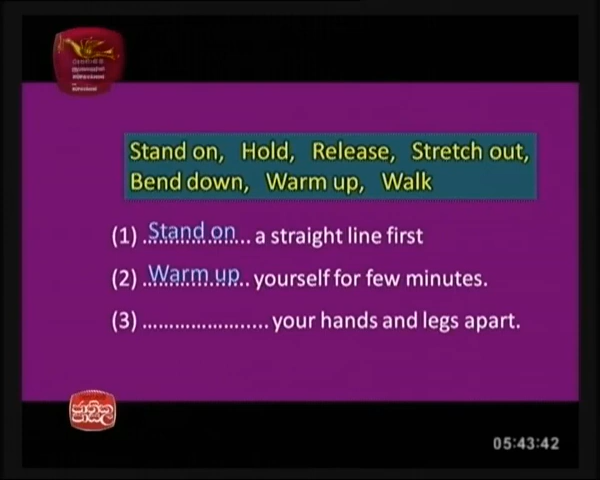 Stand on, Hold, Release, Stretch out,
Bend down, Warm up, Walk
(1) Stand on a straight line first
(2) Warm up yourself for few minutes.
(3) ....................... your hands and legs apart.
05:43:42